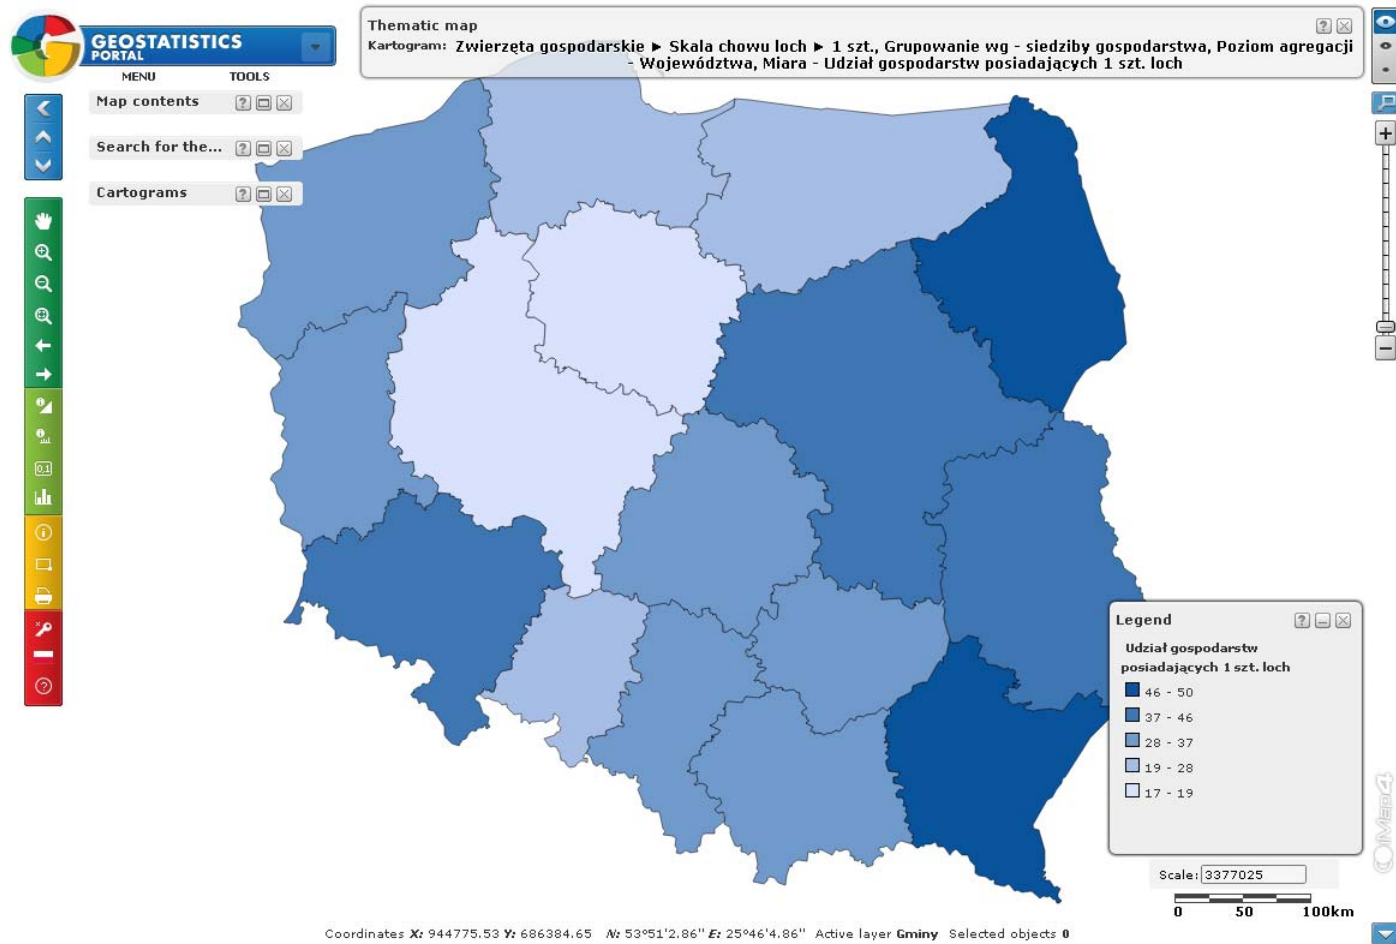 GEOSTATISTICS
PORTAL
MENU TOOLS
Map contents
Search for the...
Cartograms
Thematic map
Kartogram: Zwierzęta gospodarskie ► Skala chowu loch ► 1 szt., Grupowanie wg - siedziby gospodarstwa, Poziom agregacji
- Województwa, Miara - Udział gospodarstw posiadających 1 szt. loch
0,1
Legend
Udział gospodarstw
posiadających 1 szt. loch
46 - 50
37 - 46
28 - 37
19 - 28
17 - 19
iMap4
Scale: 3377025
0 50 100km
Coordinates X: 944775.53 Y: 686384.65 N: 53°51'2.86" E: 25°46'4.86" Active layer Gminy Selected objects 0